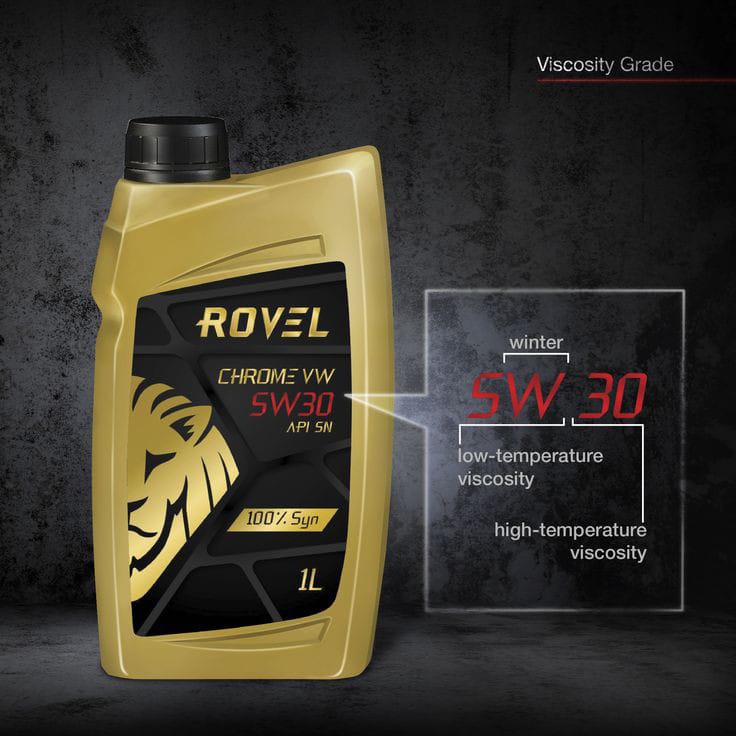 Viscosity Grade
ROVEL
CHROME VW
5W30
API SN
100% Syn
1L
winter
5W 30
low-temperature
viscosity
high-temperature
viscosity